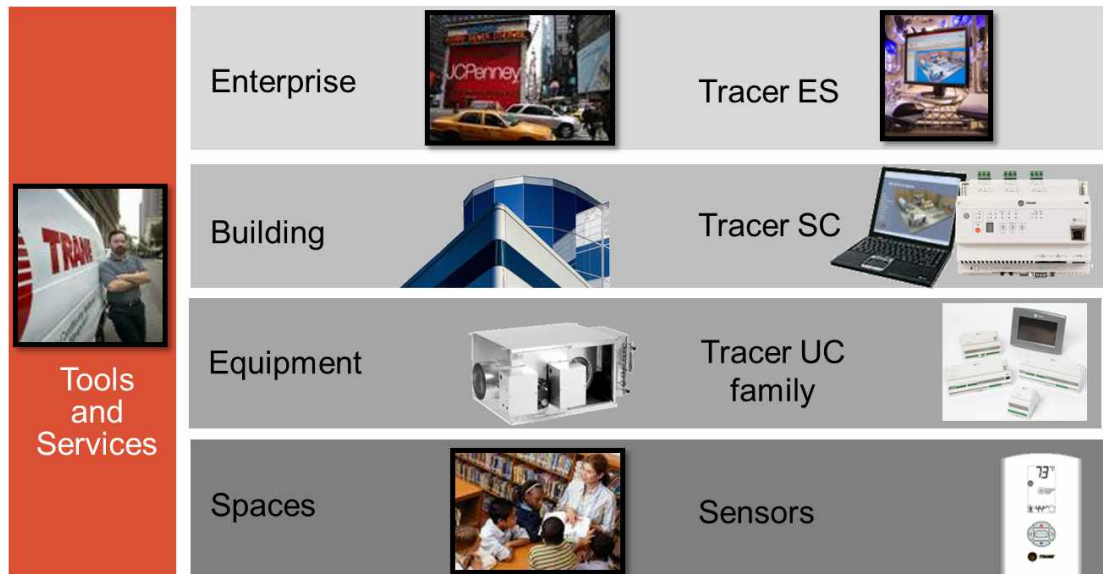 Enterprise
JCPenney
Tracer ES
Building
Tracer SC
TRANE
Tools
and
Services
Equipment
Tracer UC
family
Spaces
Sensors
73°
TRANE